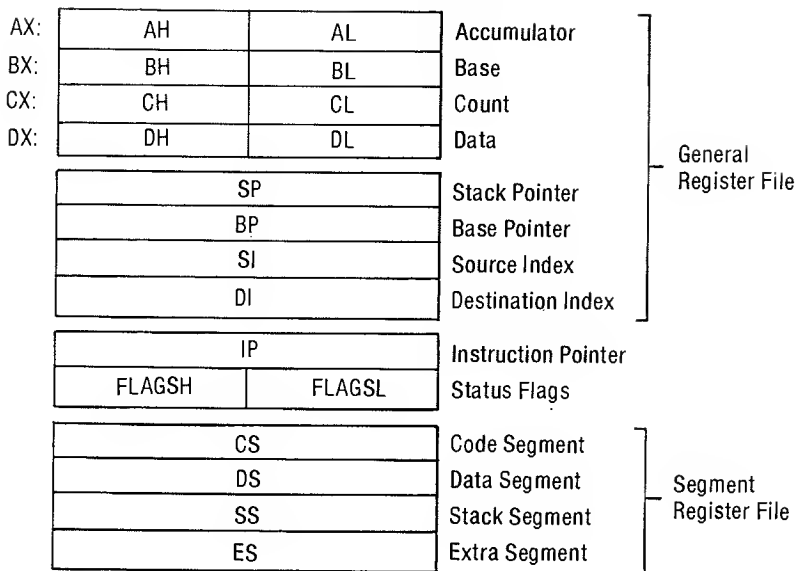 AX: AH AL Accumulator
BX: BH BL Base
CX: CH CL Count
DX: DH DL Data
General
Register File
SP Stack Pointer
BP Base Pointer
SI Source Index
DI Destination Index
IP Instruction Pointer
FLAGSH FLAGSL Status Flags
CS Code Segment
DS Data Segment
SS Stack Segment
ES Extra Segment
Segment
Register File